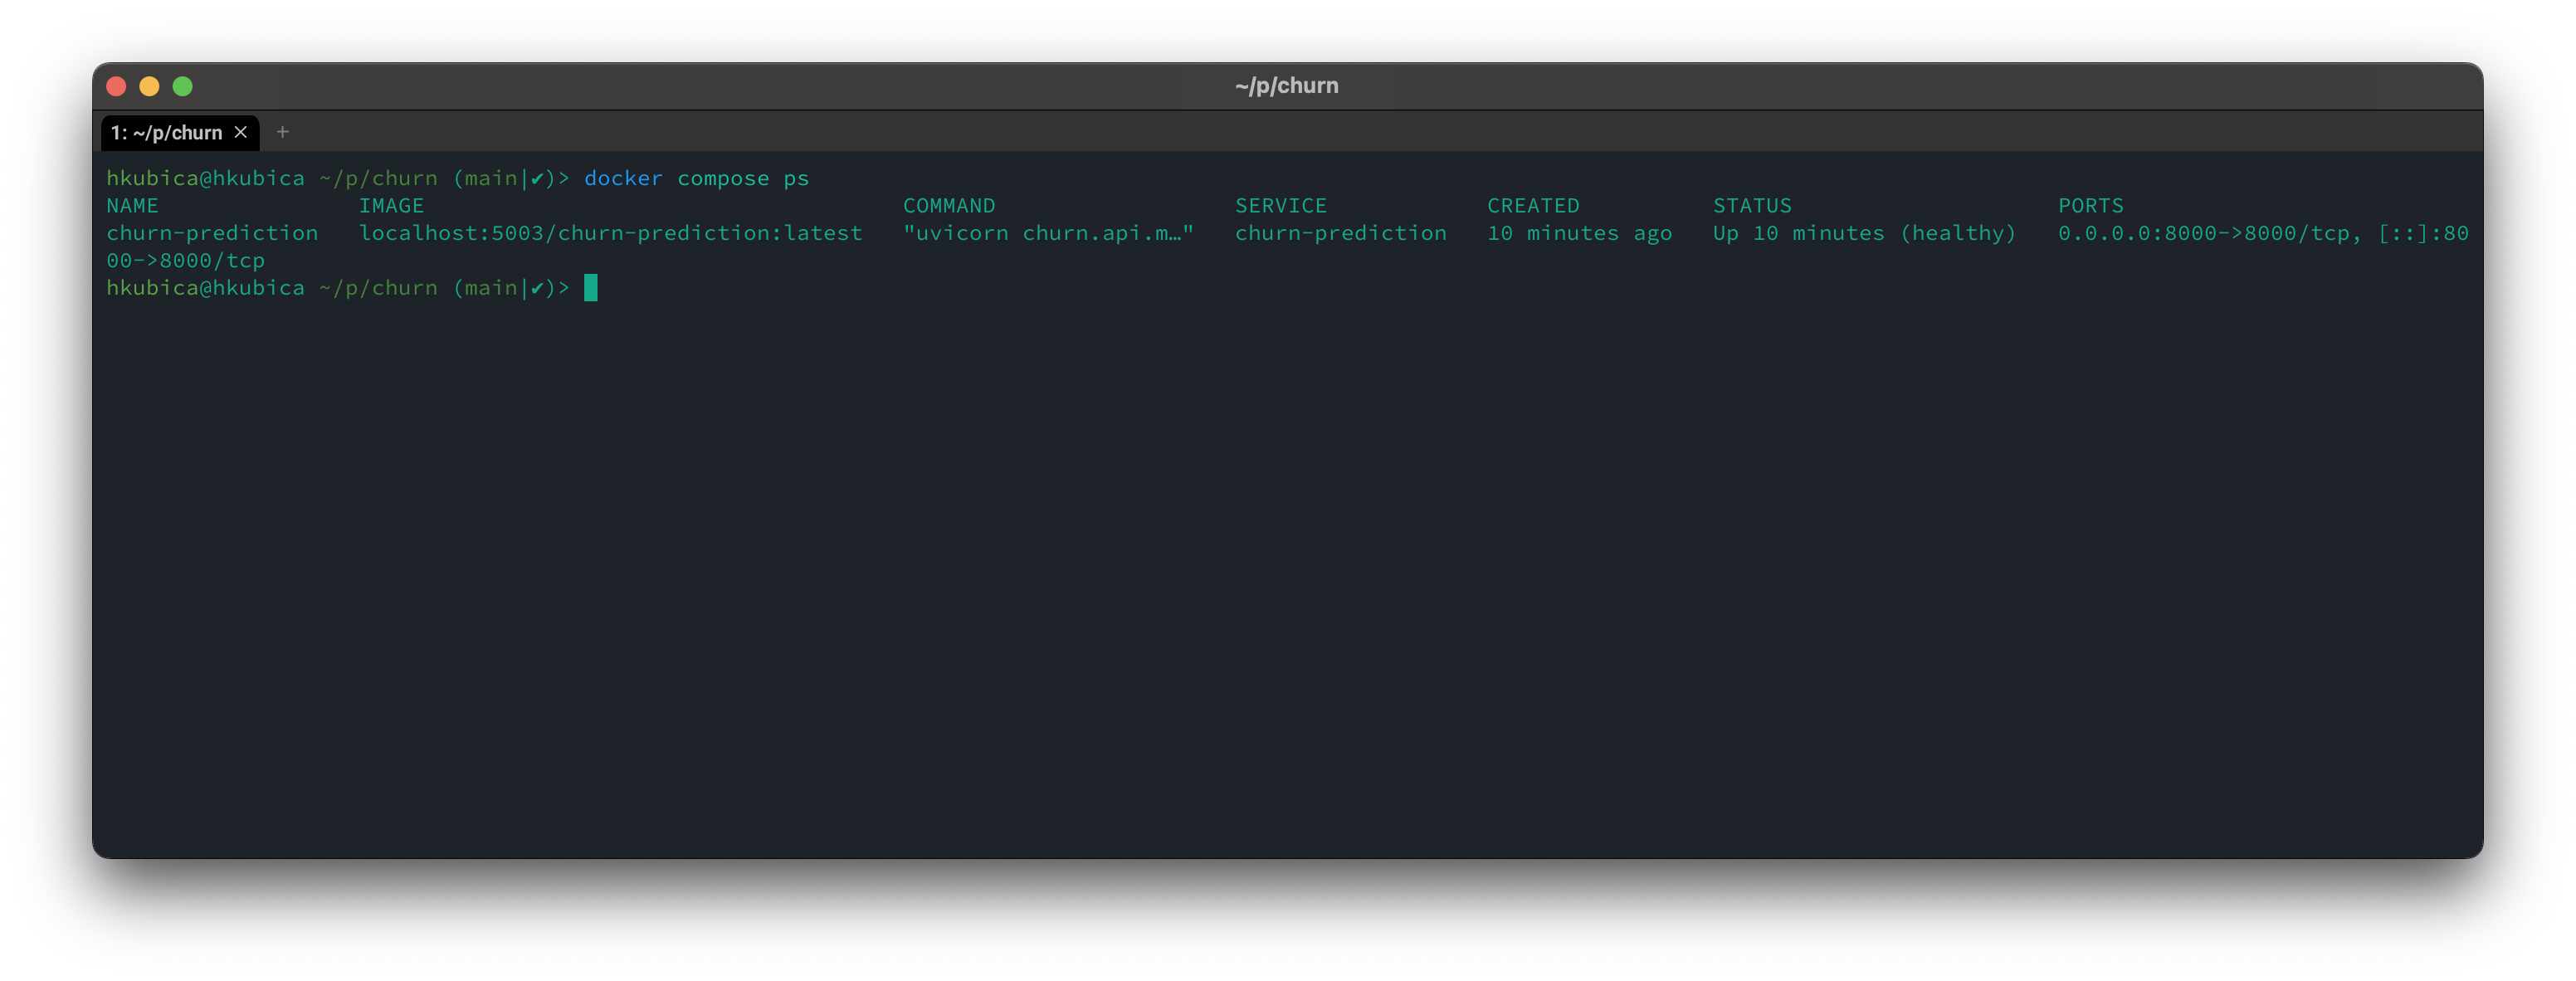 ~/p/churn
1: ~/p/churn × +
hkubica@hkubica ~/p/churn (main|✔)> docker compose ps
NAME IMAGE COMMAND SERVICE CREATED STATUS PORTS
churn-prediction localhost:5003/churn-prediction:latest "uvicorn churn.api.m…" churn-prediction 10 minutes ago Up 10 minutes (healthy) 0.0.0.0:8000->8000/tcp, [::]:80
00->8000/tcp
hkubica@hkubica ~/p/churn (main|✔)>